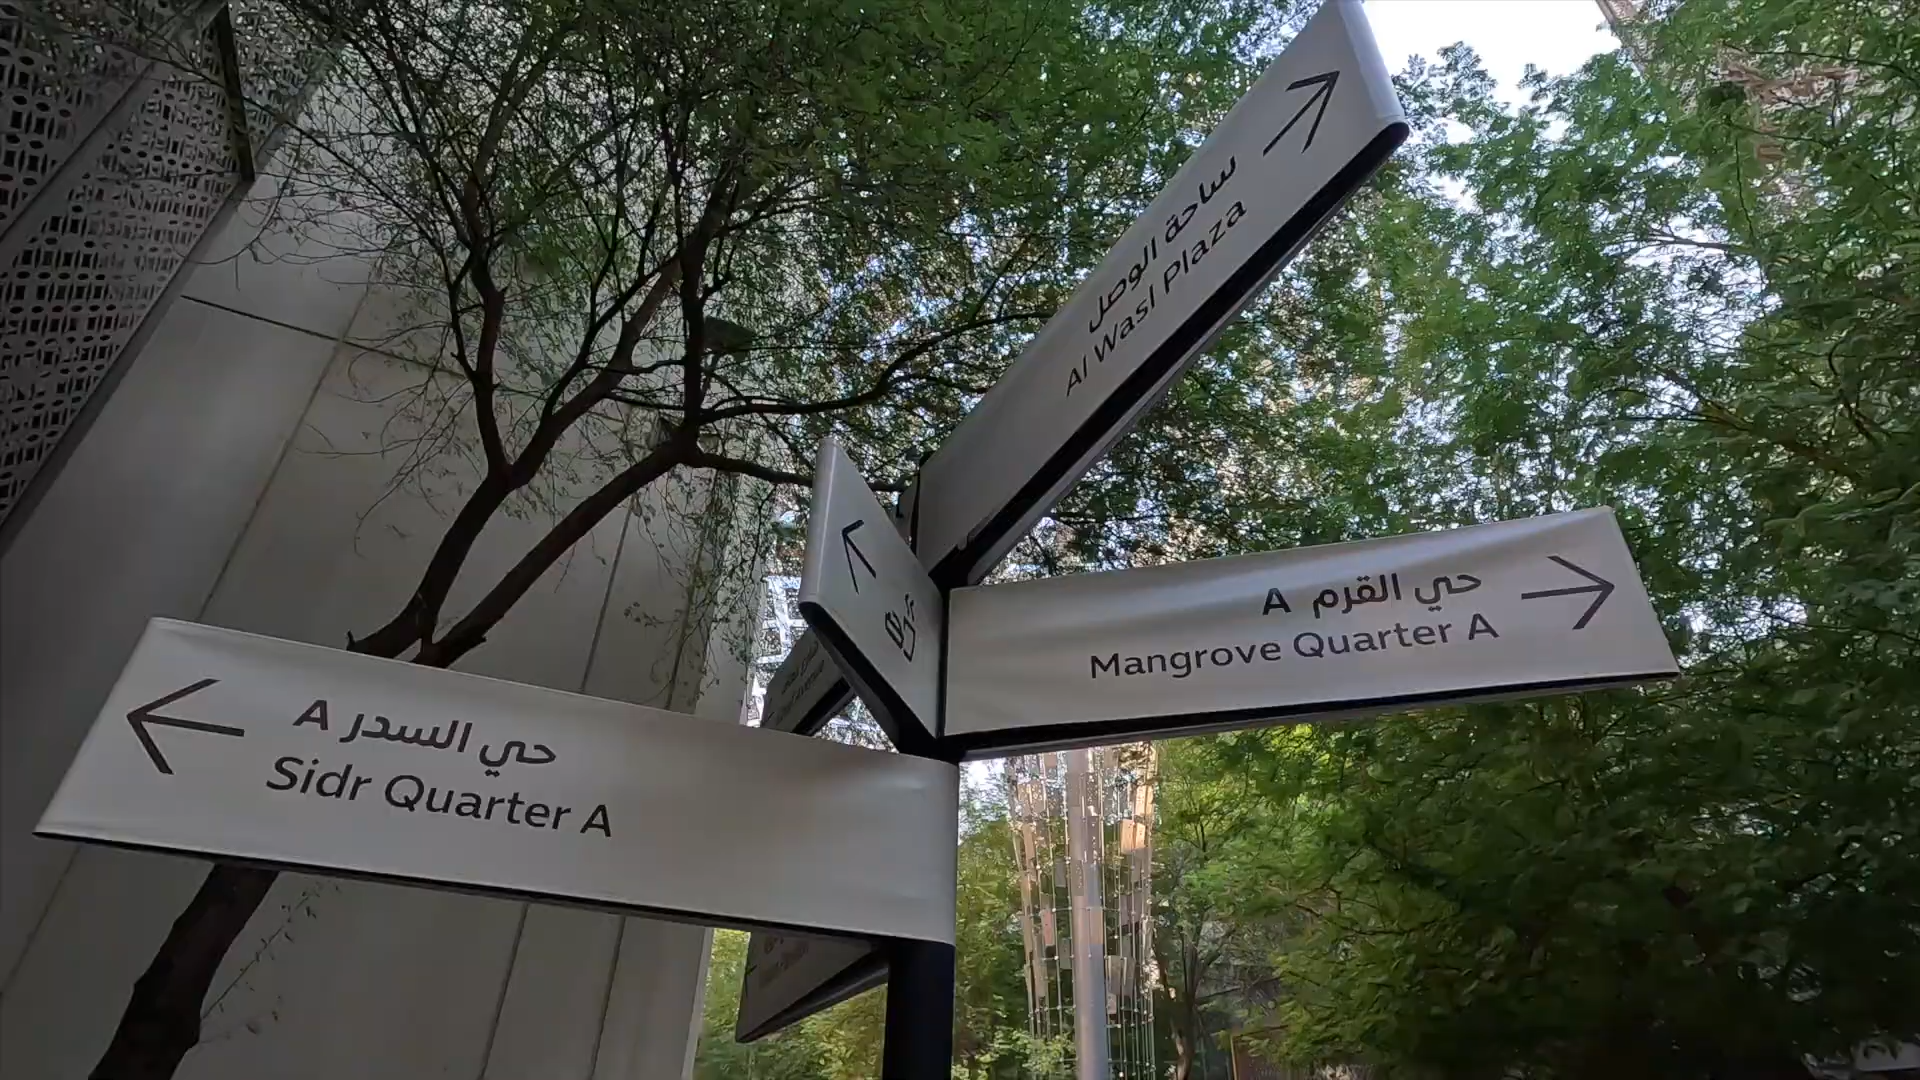 ساحة الوصل
Al Wasl Plaza
حي القرم A
Mangrove Quarter A
حي السدر A
Sidr Quarter A